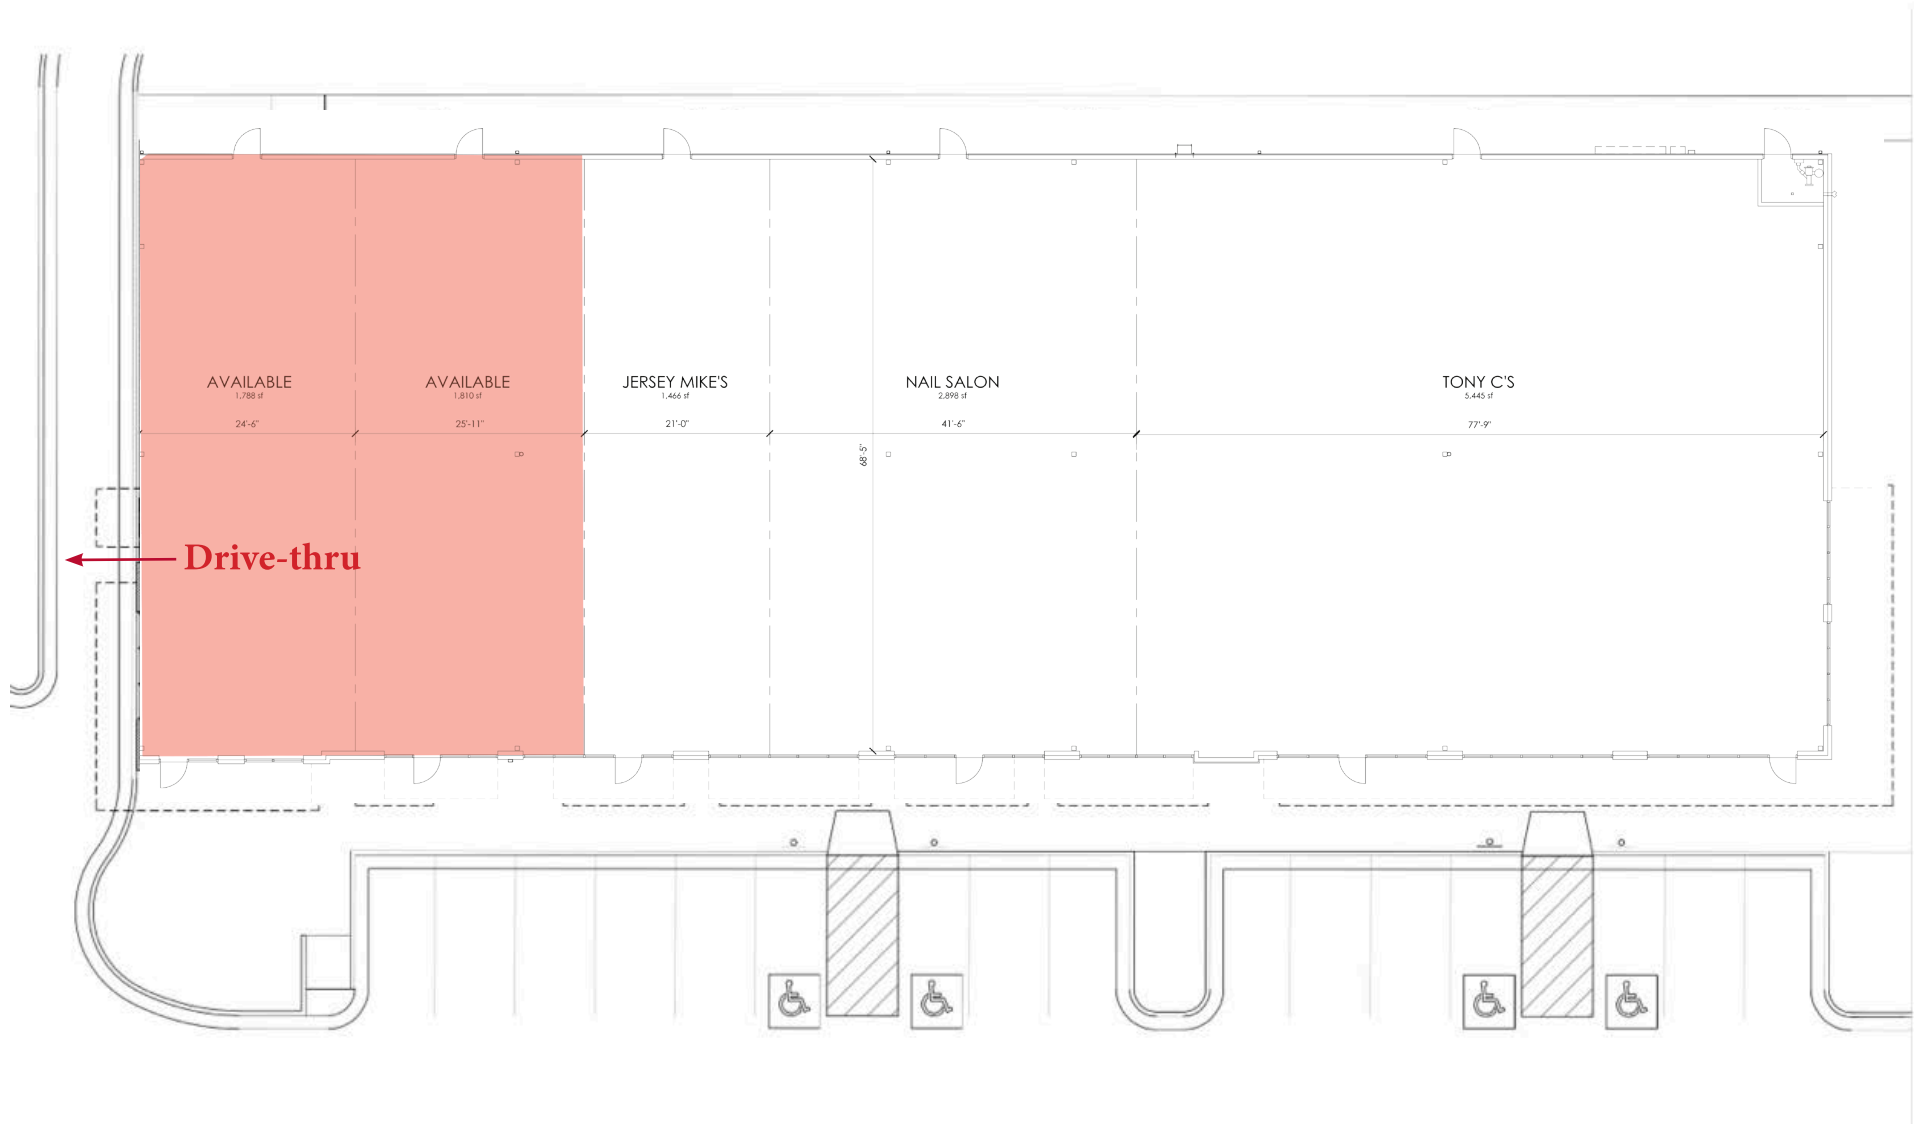 AVAILABLE
1,788 sf
24'-6"
AVAILABLE
1,810 sf
25'-11"
JERSEY MIKE'S
1,466 sf
21'-0"
NAIL SALON
2,898 sf
41'-6"
TONY C'S
5,445 sf
77'-9"
68'-5"
Drive-thru